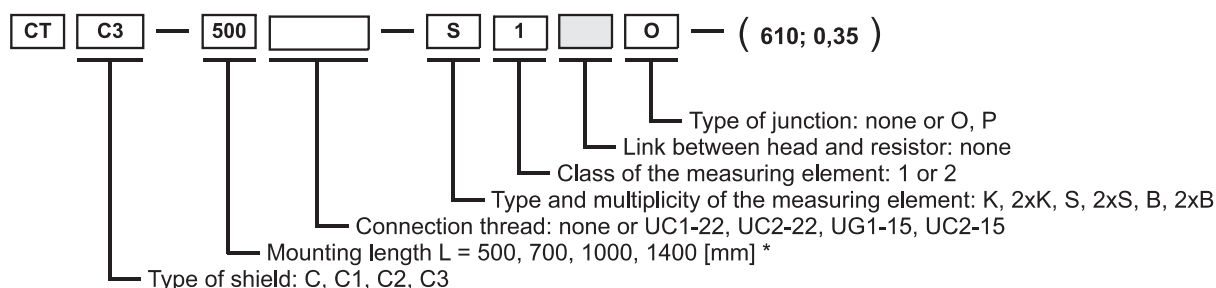 CT C3 — 500 — S 1 O — ( 610; 0,35 )
Type of junction: none or O, P
Link between head and resistor: none
Class of the measuring element: 1 or 2
Type and multiplicity of the measuring element: K, 2xK, S, 2xS, B, 2xB
Connection thread: none or UC1-22, UC2-22, UG1-15, UC2-15
Mounting length L = 500, 700, 1000, 1400 [mm] *
Type of shield: C, C1, C2, C3